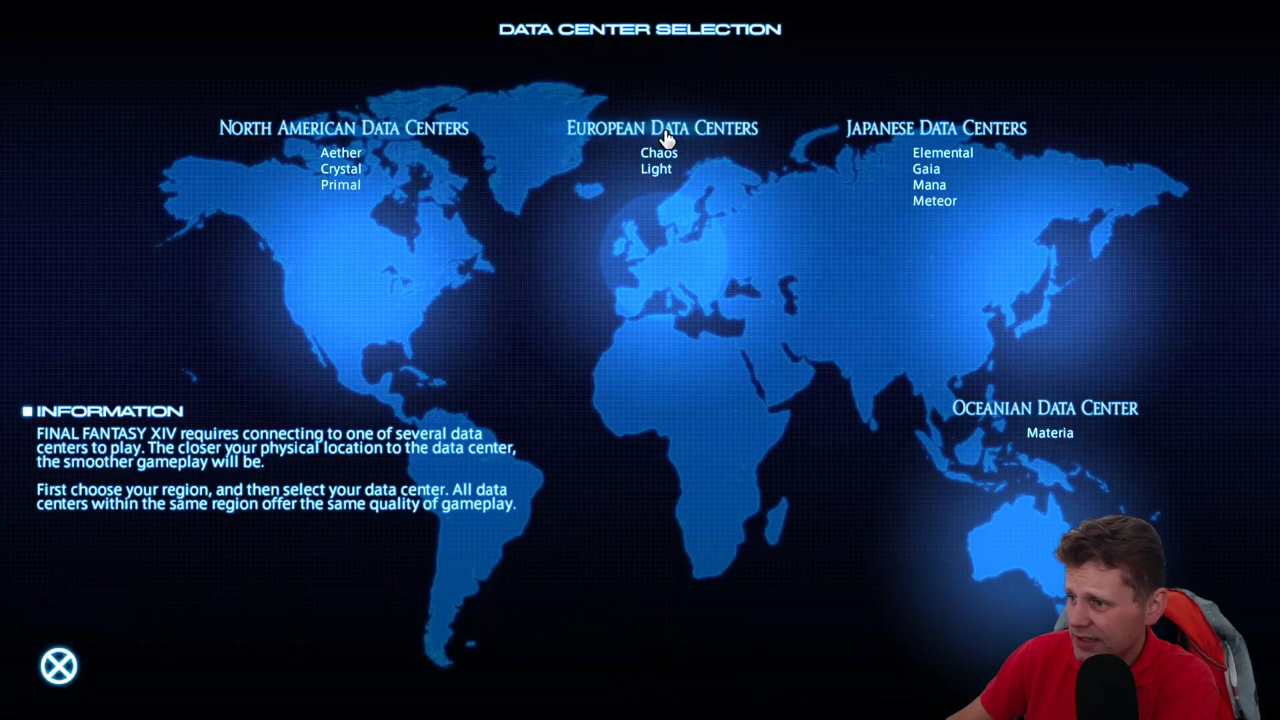 DATA CENTER SELECTION
NORTH AMERICAN DATA CENTERS
Aether
Crystal
Primal
EUROPEAN DATA CENTERS
Chaos
Light
JAPANESE DATA CENTERS
Elemental
Gaia
Mana
Meteor
OCEANIAN DATA CENTER
Materia
INFORMATION
FINAL FANTASY XIV requires connecting to one of several data
centers to play. The closer your physical location to the data center,
the smoother gameplay will be.
First choose your region, and then select your data center. All data
centers within the same region offer the same quality of gameplay.